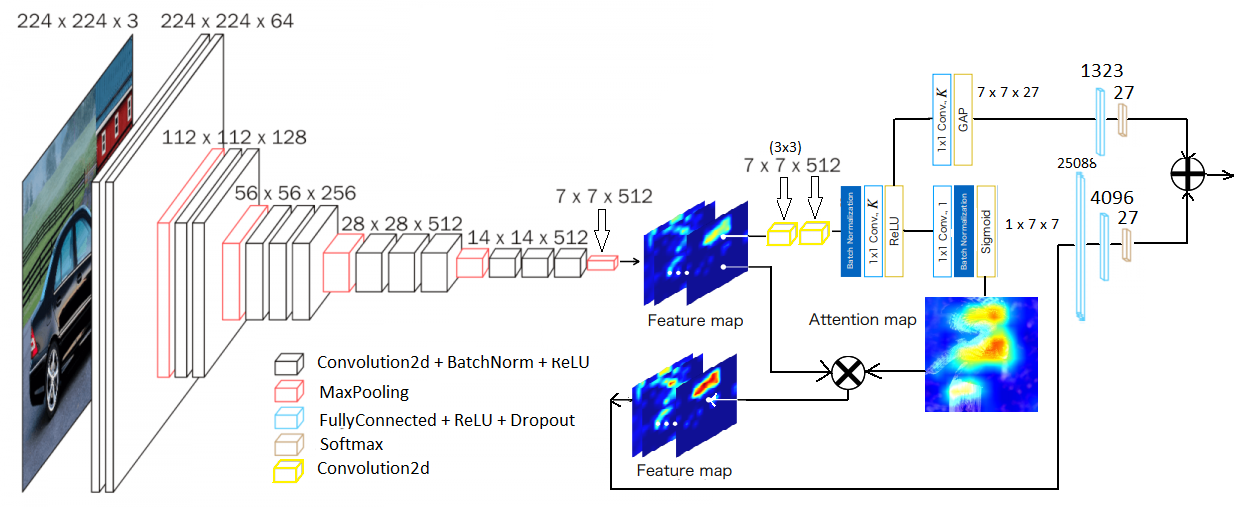 224 x 224 x 3
224 x 224 x 64
112 x 112 x 128
56 x 56 x 256
28 x 28 x 512
14 x 14 x 512
7 x 7 x 512
Feature map
(3x3)
7 x 7 x 512
Batch Normalization
1x1 Conv., K
ReLU
1x1 Conv., K
GAP
7 x 7 x 27
1323
27
1x1 Conv., 1
Batch Normalization
Sigmoid
1 x 7 x 7
25088
4096
27
Attention map
Feature map
Convolution2d + BatchNorm + ReLU
MaxPooling
FullyConnected + ReLU + Dropout
Softmax
Convolution2d